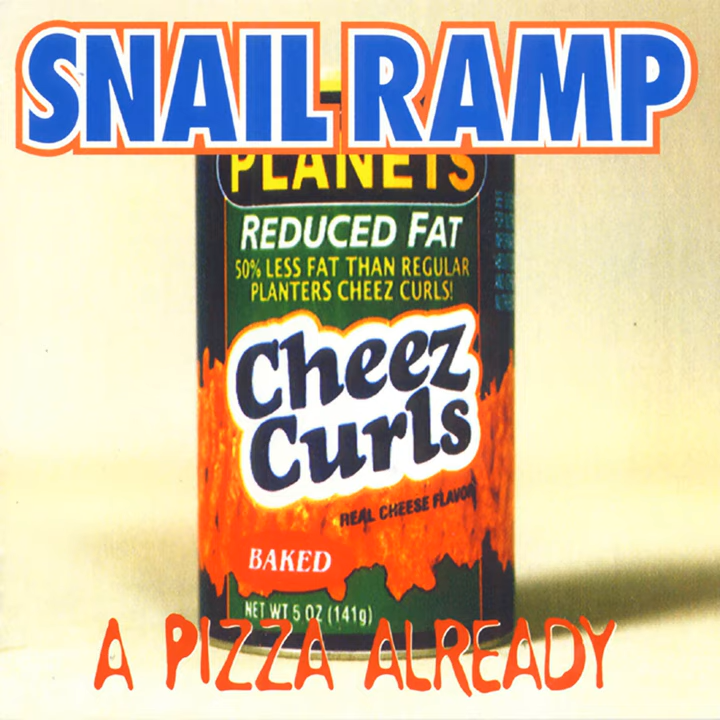 SNAIL RAMP
PLANETS
REDUCED FAT
50% LESS FAT THAN REGULAR
PLANTERS CHEEZ CURLS!
Cheez
Curls
REAL CHEESE FLAVOR
BAKED
NET WT 5 OZ (141g)
A PIZZA ALREADY